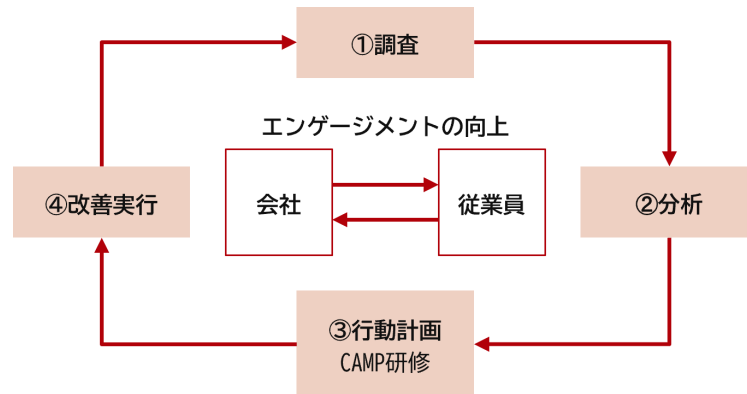 ①調査
エンゲージメントの向上
会社
従業員
②分析
③行動計画
CAMP研修
④改善実行